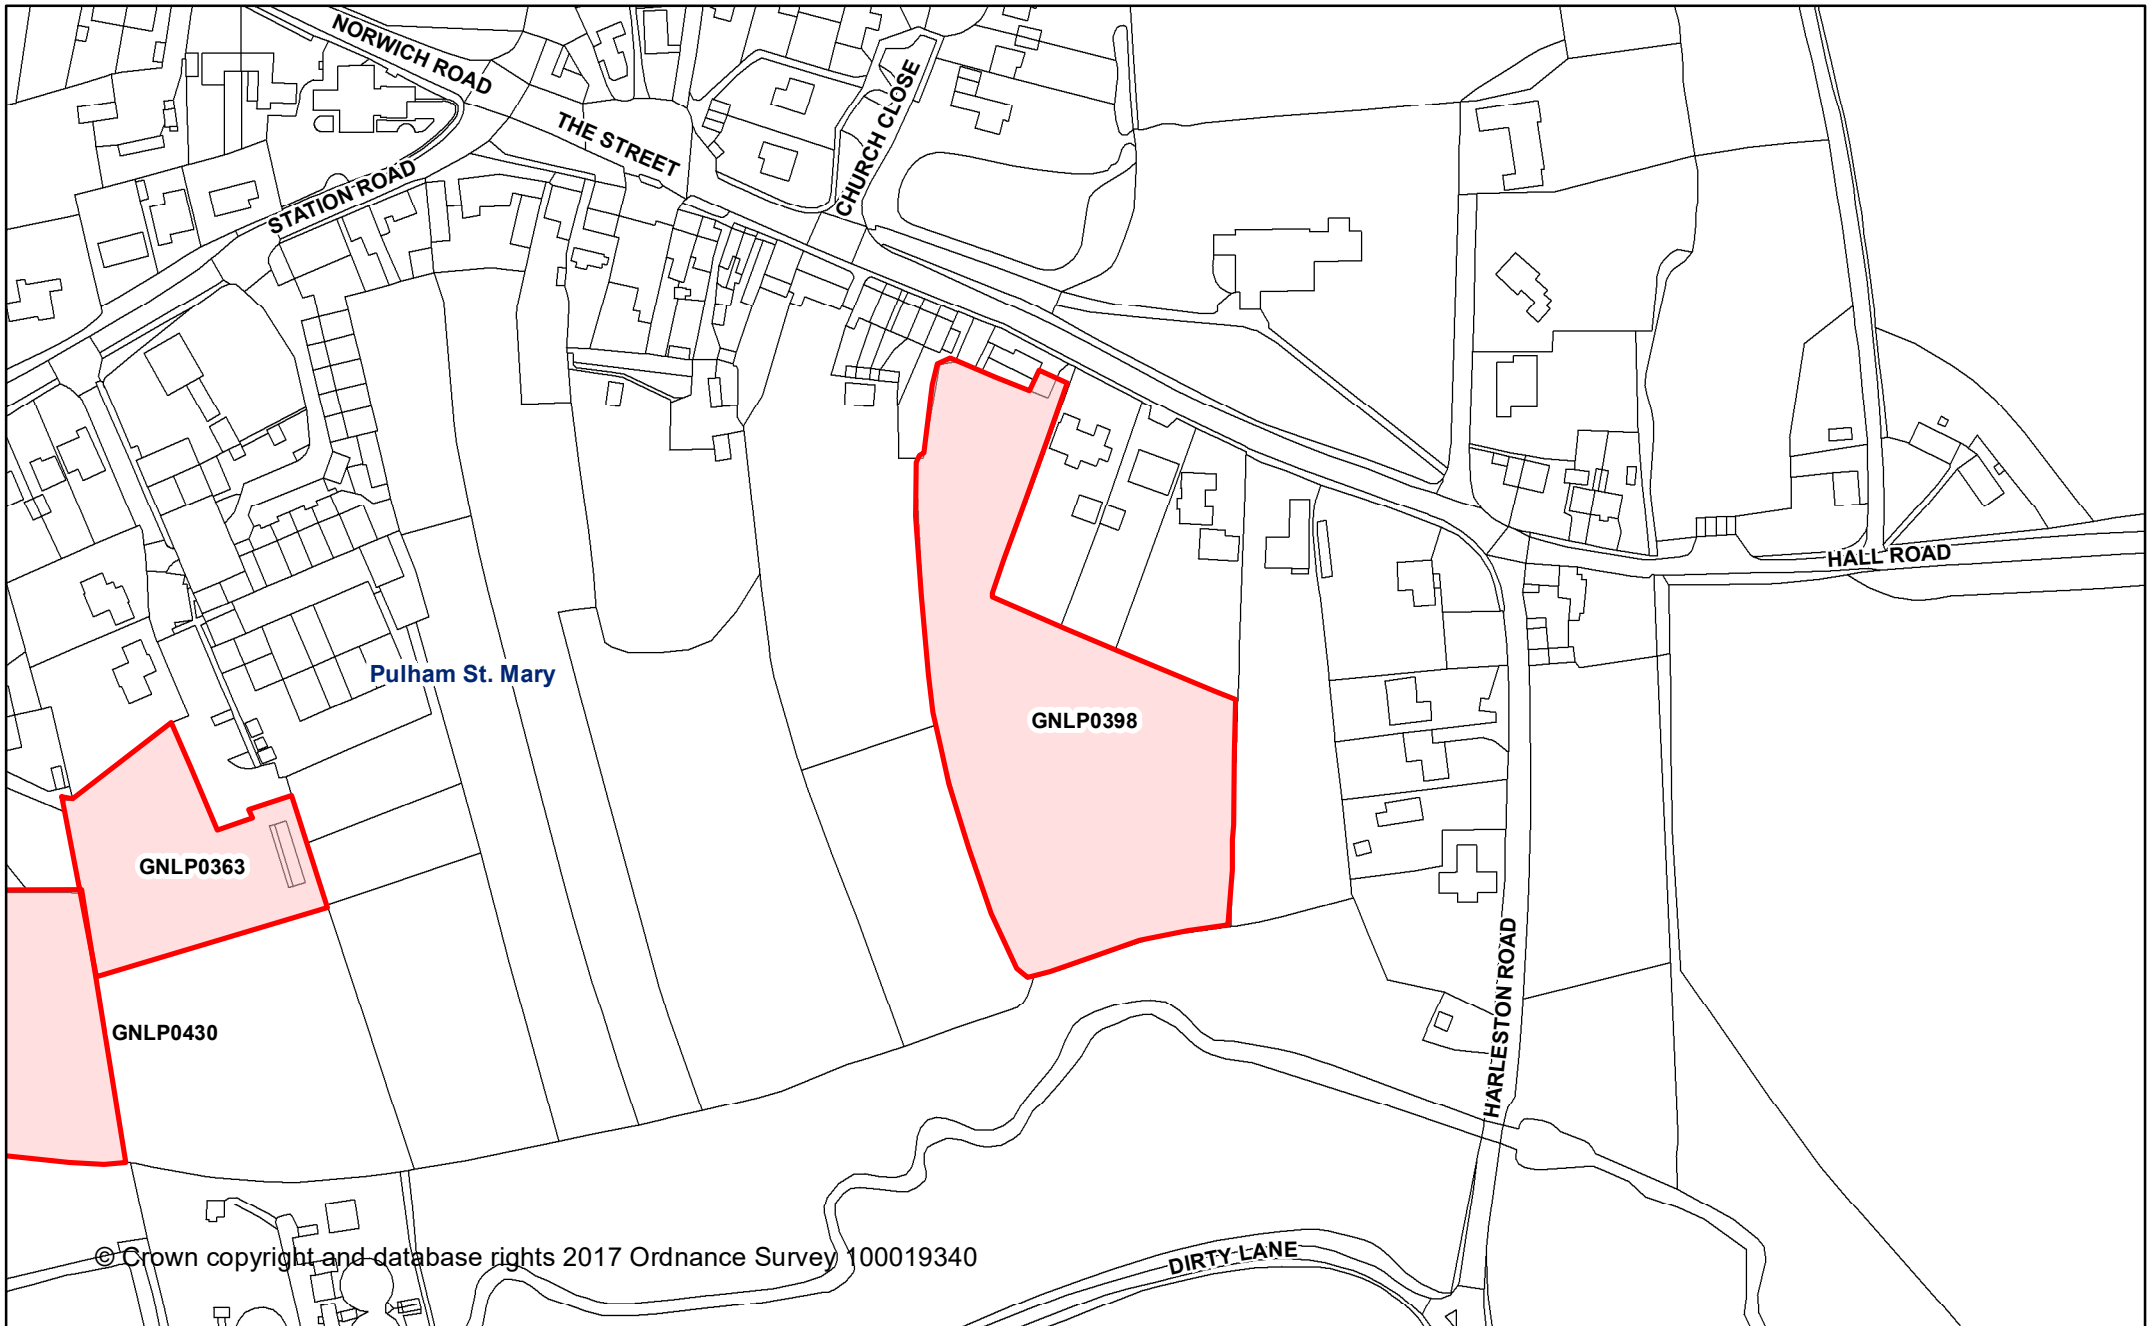 NORWICH ROAD
THE STREET
CHURCH CLOSE
STATION ROAD
HALL ROAD
Pulham St. Mary
GNLP0398
GNLP0363
GNLP0430
HARLESTON ROAD
DIRTY LANE
© Crown copyright and database rights 2017 Ordnance Survey 100019340